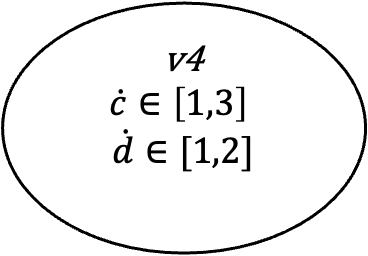 v4
ċ ∈ [1,3]
ḋ ∈ [1,2]